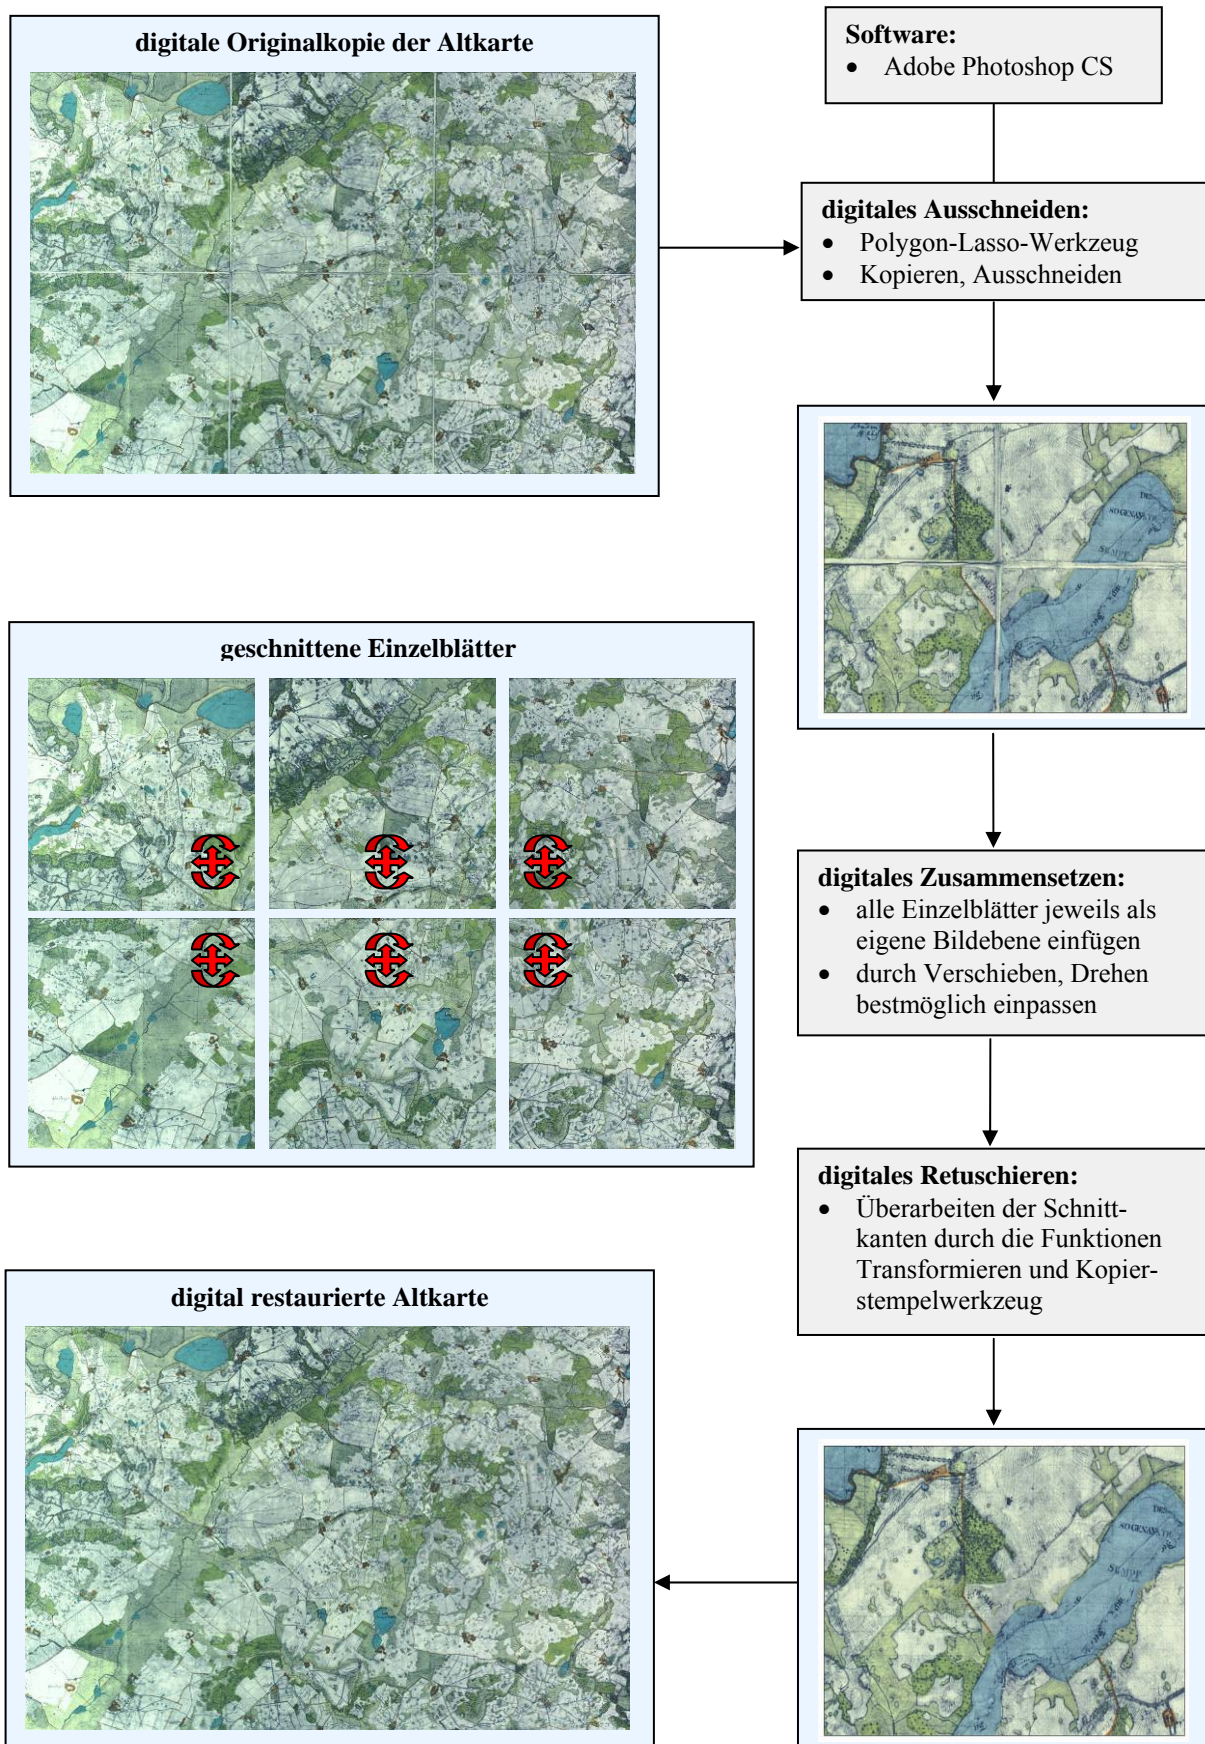 digitale Originalkopie der Altkarte
Software:
• Adobe Photoshop CS
digitales Ausschneiden:
• Polygon-Lasso-Werkzeug
• Kopieren, Ausschneiden
geschnittene Einzelblätter
digitales Zusammensetzen:
• alle Einzelblätter jeweils als
eigene Bildebene einfügen
• durch Verschieben, Drehen
bestmöglich einpassen
digitales Retuschieren:
• Überarbeiten der Schnitt-
kanten durch die Funktionen
Transformieren und Kopier-
stempelwerkzeug
digital restaurierte Altkarte